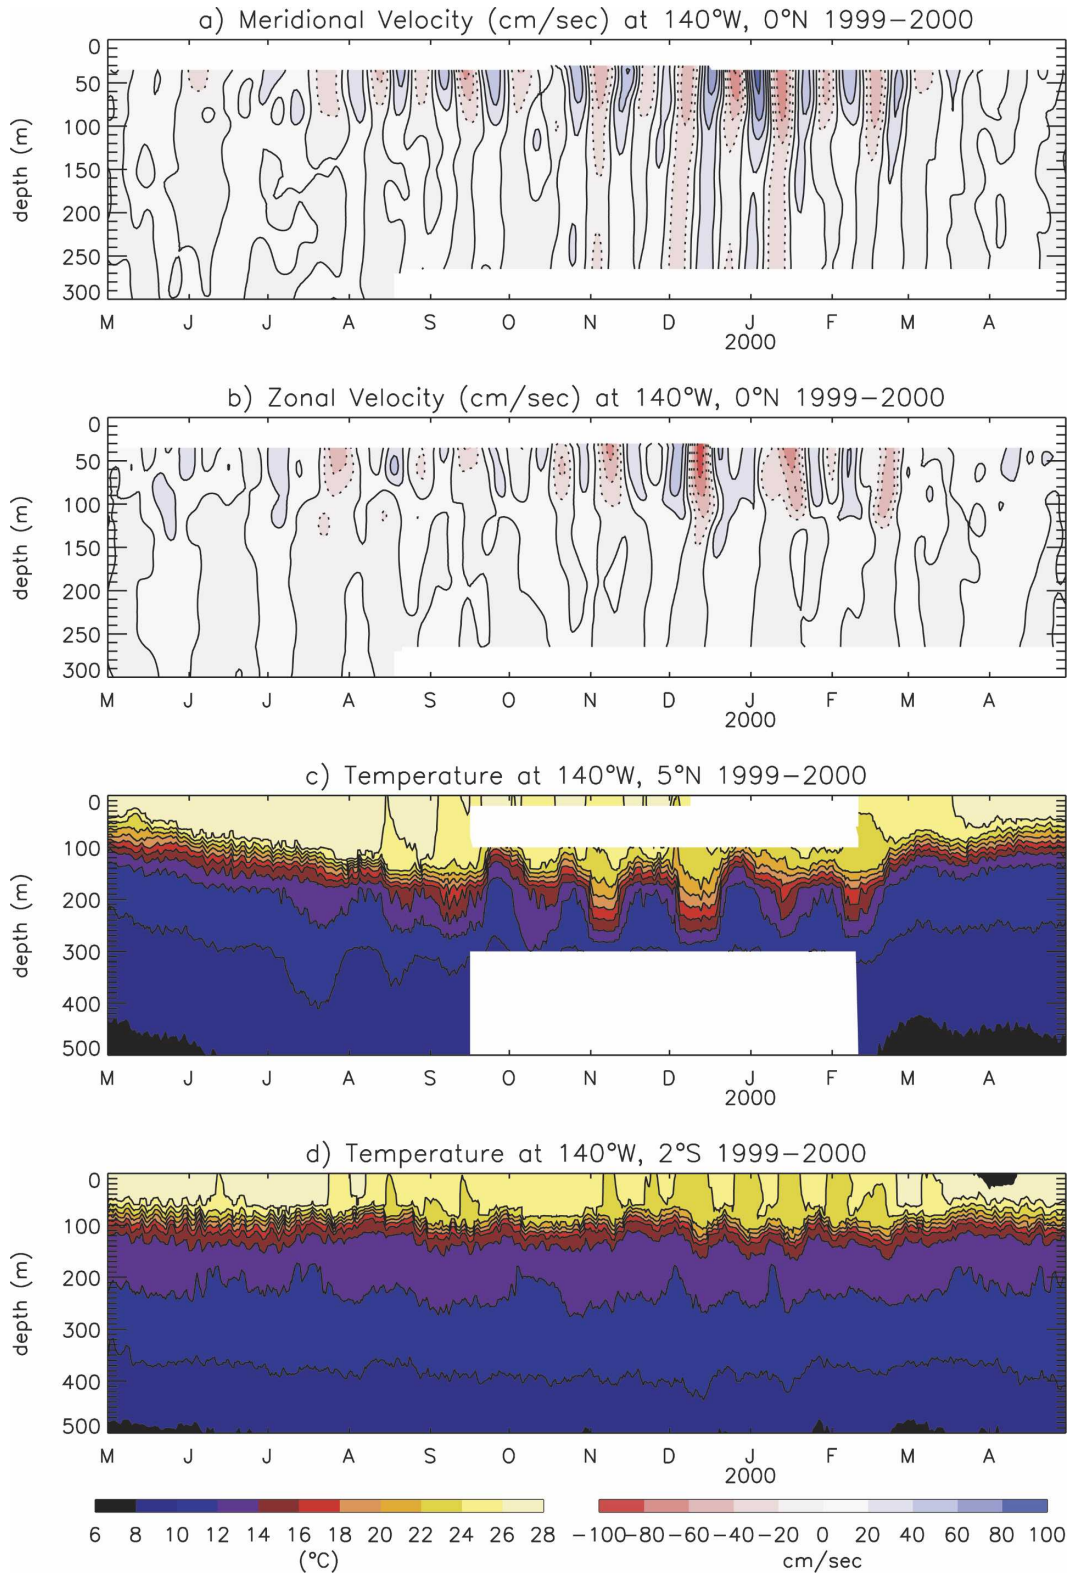 a) Meridional Velocity (cm/sec) at 140°W, 0°N 1999−2000
0
50
100
150
200
250
300
depth (m)
M J J A S O N D J F M A
2000
b) Zonal Velocity (cm/sec) at 140°W, 0°N 1999−2000
0
50
100
150
200
250
300
depth (m)
M J J A S O N D J F M A
2000
c) Temperature at 140°W, 5°N 1999−2000
0
100
200
300
400
500
depth (m)
M J J A S O N D J F M A
2000
d) Temperature at 140°W, 2°S 1999−2000
0
100
200
300
400
500
depth (m)
M J J A S O N D J F M A
2000
6 8 10 12 14 16 18 20 22 24 26 28
(°C)
−100−80−60−40−20 0 20 40 60 80 100
cm/sec